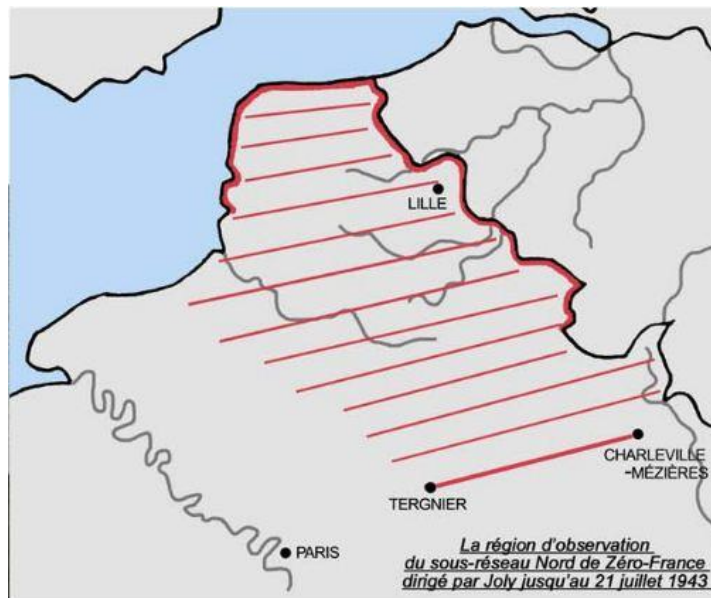 LILLE
CHARLEVILLE
-MÉZIÈRES
TERGNIER
PARIS
La région d'observation
du sous-réseau Nord de Zéro-France
dirigé par Joly jusqu'au 21 juillet 1943